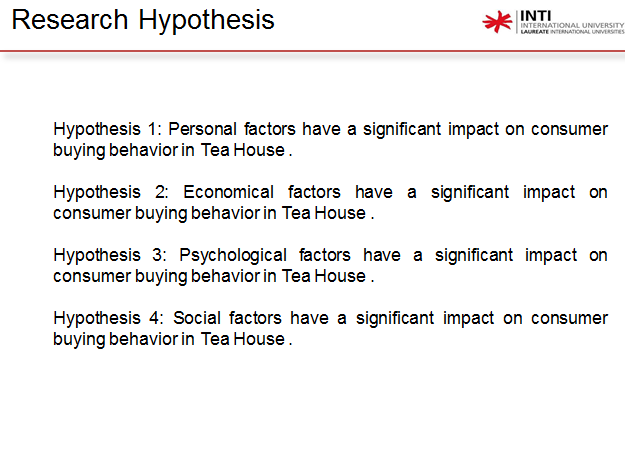 Research Hypothesis
INTI
INTERNATIONAL UNIVERSITY
LAUREATE INTERNATIONAL UNIVERSITIES
Hypothesis 1: Personal factors have a significant impact on consumer
buying behavior in Tea House .
Hypothesis 2: Economical factors have a significant impact on
consumer buying behavior in Tea House .
Hypothesis 3: Psychological factors have a significant impact on
consumer buying behavior in Tea House .
Hypothesis 4: Social factors have a significant impact on consumer
buying behavior in Tea House .